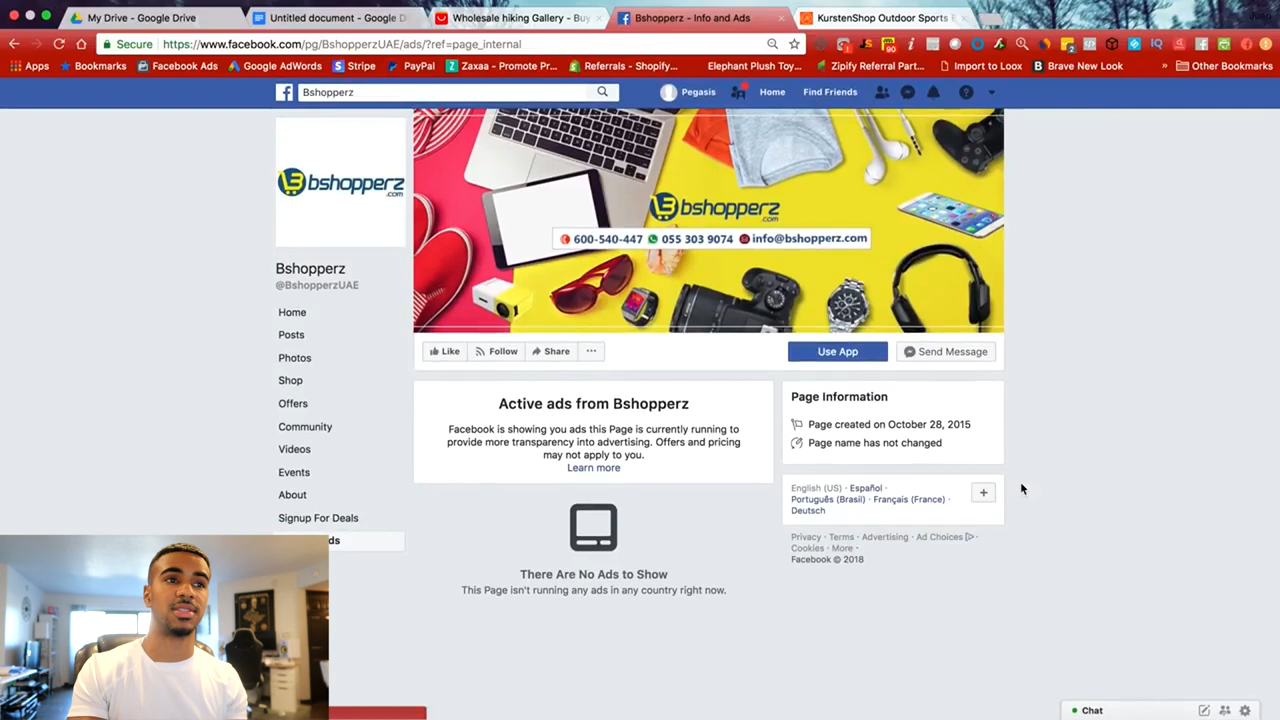 My Drive - Google Drive
Untitled document - Google D
Wholesale hiking Gallery - Buy
Bshopperz - Info and Ads
KurstenShop Outdoor Sports E
Secure https://www.facebook.com/pg/BshopperzUAE/ads/?ref=page_internal
Apps Bookmarks Facebook Ads Google AdWords Stripe PayPal Zaxaa - Promote Pr... Referrals - Shopify... Elephant Plush Toy... Zipify Referral Part... Import to Loox Brave New Look » Other Bookmarks
Bshopperz
Pegasis Home Find Friends
bshopperz
.com
bshopperz
.com
600-540-447 055 303 9074 info@bshopperz.com
Bshopperz
@BshopperzUAE
Home
Posts
Photos
Shop
Offers
Community
Videos
Events
About
Signup For Deals
ds
Like Follow Share ···
Use App Send Message
Active ads from Bshopperz
Facebook is showing you ads this Page is currently running to
provide more transparency into advertising. Offers and pricing
may not apply to you.
Learn more
There Are No Ads to Show
This Page isn't running any ads in any country right now.
Page Information
Page created on October 28, 2015
Page name has not changed
English (US) · Español ·
Português (Brasil) · Français (France) ·
Deutsch
Privacy · Terms · Advertising · Ad Choices ·
Cookies · More ·
Facebook © 2018
Chat